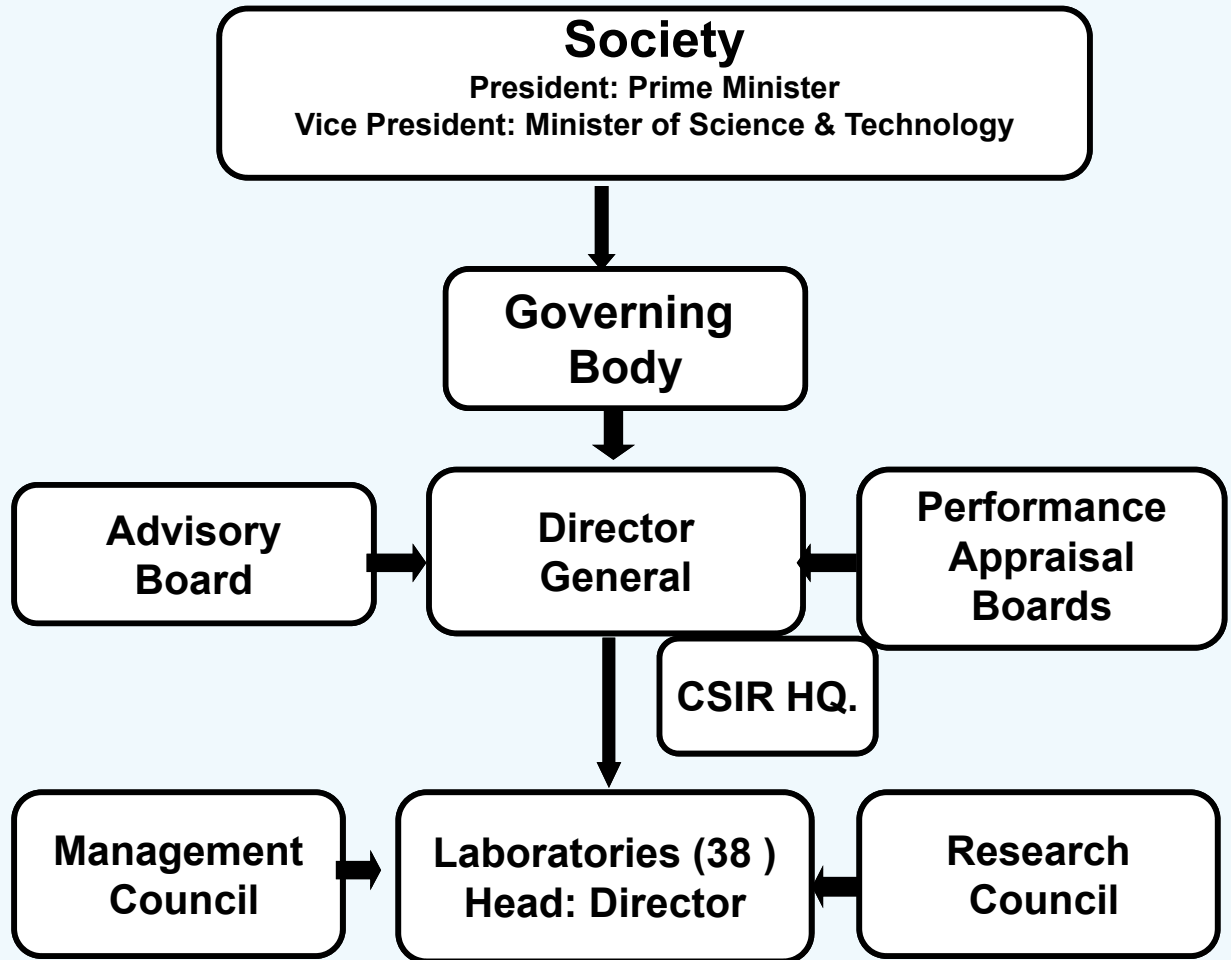 Society
President: Prime Minister
Vice President: Minister of Science & Technology
Governing
Body
Advisory
Board
Director
General
Performance
Appraisal
Boards
CSIR HQ.
Management
Council
Laboratories (38 )
Head: Director
Research
Council